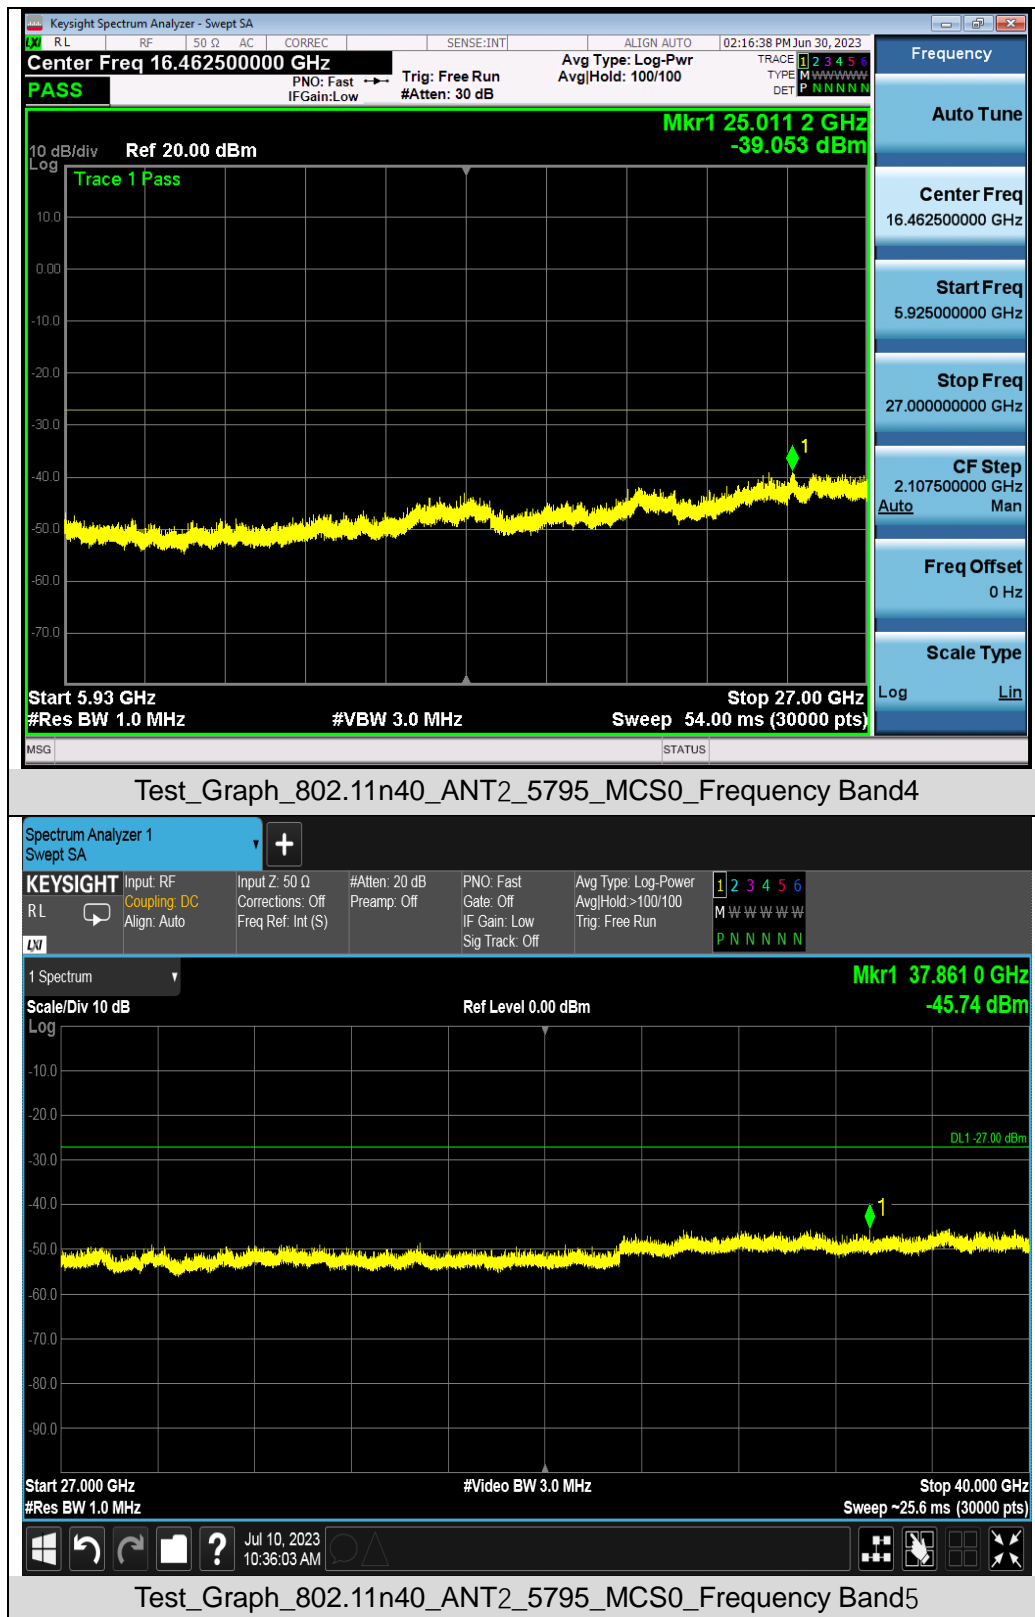 Keysight Spectrum Analyzer - Swept SA
LXI RL RF 50 Ω AC CORREC SENSE:INT ALIGN AUTO 02:16:38 PM Jun 30, 2023
Center Freq 16.462500000 GHz
PASS
PNO: Fast
IFGain:Low
Trig: Free Run
#Atten: 30 dB
Avg Type: Log-Pwr
Avg|Hold: 100/100
TRACE 1 2 3 4 5 6
TYPE M W W W W W
DET P N N N N N
Mkr1 25.011 2 GHz
-39.053 dBm
10 dB/div Ref 20.00 dBm
Log
Trace 1 Pass
10.0
0.00
-10.0
-20.0
-30.0
-40.0
-50.0
-60.0
-70.0
1
Start 5.93 GHz Stop 27.00 GHz
#Res BW 1.0 MHz #VBW 3.0 MHz Sweep 54.00 ms (30000 pts)
MSG STATUS
Frequency
Auto Tune
Center Freq
16.462500000 GHz
Start Freq
5.925000000 GHz
Stop Freq
27.000000000 GHz
CF Step
2.107500000 GHz
Auto Man
Freq Offset
0 Hz
Scale Type
Log Lin
Test_Graph_802.11n40_ANT2_5795_MCS0_Frequency Band4
Spectrum Analyzer 1
Swept SA
+
KEYSIGHT
RL
LXI
Input: RF
Coupling: DC
Align: Auto
Input Z: 50 Ω
Corrections: Off
Freq Ref: Int (S)
#Atten: 20 dB
Preamp: Off
PNO: Fast
Gate: Off
IF Gain: Low
Sig Track: Off
Avg Type: Log-Power
Avg|Hold:>100/100
Trig: Free Run
1 2 3 4 5 6
M W W W W W
P N N N N N
1 Spectrum
Mkr1 37.861 0 GHz
Scale/Div 10 dB Ref Level 0.00 dBm -45.74 dBm
Log
DL1 -27.00 dBm
-10.0
-20.0
-30.0
-40.0
-50.0
-60.0
-70.0
-80.0
-90.0
1
Start 27.000 GHz #Video BW 3.0 MHz Stop 40.000 GHz
#Res BW 1.0 MHz Sweep ~25.6 ms (30000 pts)
?
Jul 10, 2023
10:36:03 AM
Test_Graph_802.11n40_ANT2_5795_MCS0_Frequency Band5